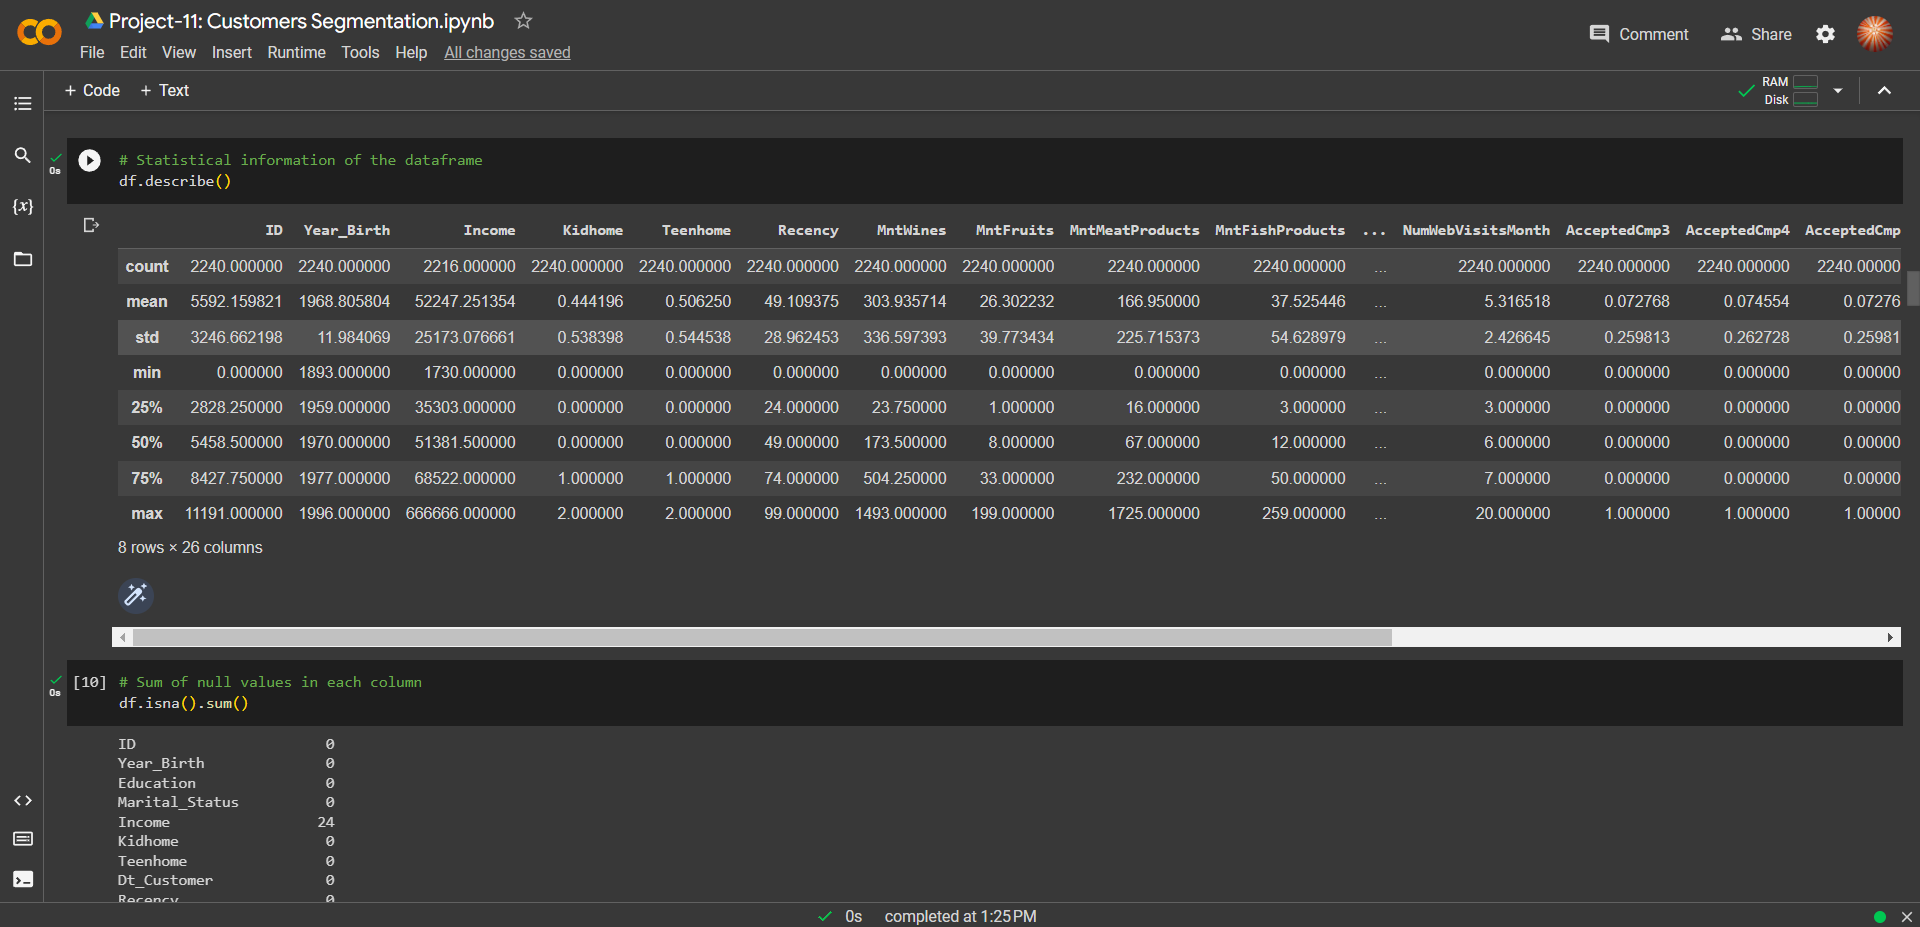 Project-11: Customers Segmentation.ipynb
File Edit View Insert Runtime Tools Help All changes saved
Comment Share
+ Code + Text
RAM
Disk
0s
# Statistical information of the dataframe
df.describe()
ID Year_Birth Income Kidhome Teenhome Recency MntWines MntFruits MntMeatProducts MntFishProducts ... NumWebVisitsMonth AcceptedCmp3 AcceptedCmp4 AcceptedCmp
count 2240.000000 2240.000000 2216.000000 2240.000000 2240.000000 2240.000000 2240.000000 2240.000000 2240.000000 2240.000000 ... 2240.000000 2240.000000 2240.000000 2240.00000
mean 5592.159821 1968.805804 52247.251354 0.444196 0.506250 49.109375 303.935714 26.302232 166.950000 37.525446 ... 5.316518 0.072768 0.074554 0.07276
std 3246.662198 11.984069 25173.076661 0.538398 0.544538 28.962453 336.597393 39.773434 225.715373 54.628979 ... 2.426645 0.259813 0.262728 0.25981
min 0.000000 1893.000000 1730.000000 0.000000 0.000000 0.000000 0.000000 0.000000 0.000000 0.000000 ... 0.000000 0.000000 0.000000 0.00000
25% 2828.250000 1959.000000 35303.000000 0.000000 0.000000 24.000000 23.750000 1.000000 16.000000 3.000000 ... 3.000000 0.000000 0.000000 0.00000
50% 5458.500000 1970.000000 51381.500000 0.000000 0.000000 49.000000 173.500000 8.000000 67.000000 12.000000 ... 6.000000 0.000000 0.000000 0.00000
75% 8427.750000 1977.000000 68522.000000 1.000000 1.000000 74.000000 504.250000 33.000000 232.000000 50.000000 ... 7.000000 0.000000 0.000000 0.00000
max 11191.000000 1996.000000 666666.000000 2.000000 2.000000 99.000000 1493.000000 199.000000 1725.000000 259.000000 ... 20.000000 1.000000 1.000000 1.00000
8 rows × 26 columns
0s
[10] # Sum of null values in each column
df.isna().sum()
ID 0
Year_Birth 0
Education 0
Marital_Status 0
Income 24
Kidhome 0
Teenhome 0
Dt_Customer 0
Recency 0
0s completed at 1:25 PM